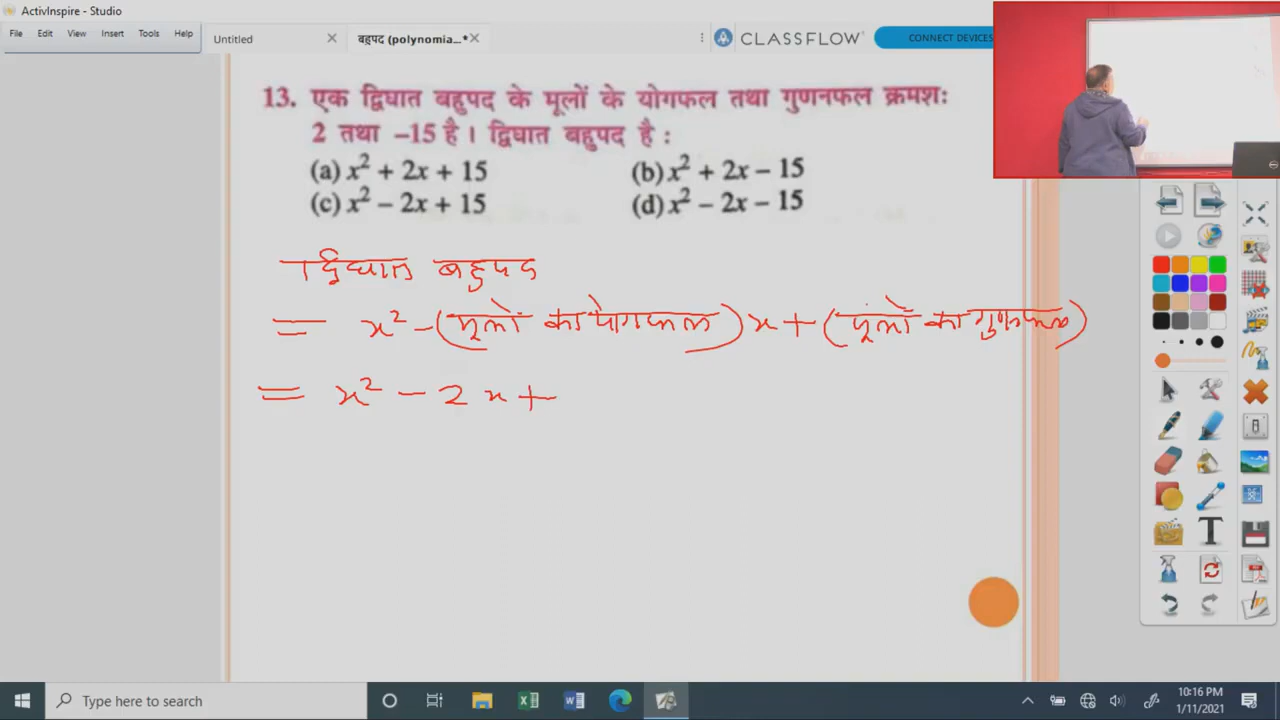 ActivInspire - Studio
File Edit View Insert Tools Help
Untitled × बहुपद (polynomia...* ×
CLASSFLOW CONNECT DEVICES
13. एक द्विघात बहुपद के मूलों के योगफल तथा गुणनफल क्रमशः
2 तथा –15 है। द्विघात बहुपद है :
(a) x² + 2x + 15 (b) x² + 2x – 15
(c) x² – 2x + 15 (d) x² – 2x – 15
द्विघात बहुपद
= x² - (मूलों का योगफल) x + (मूलों का गुणनफल)
= x² - 2x +
Type here to search
10:16 PM
1/11/2021